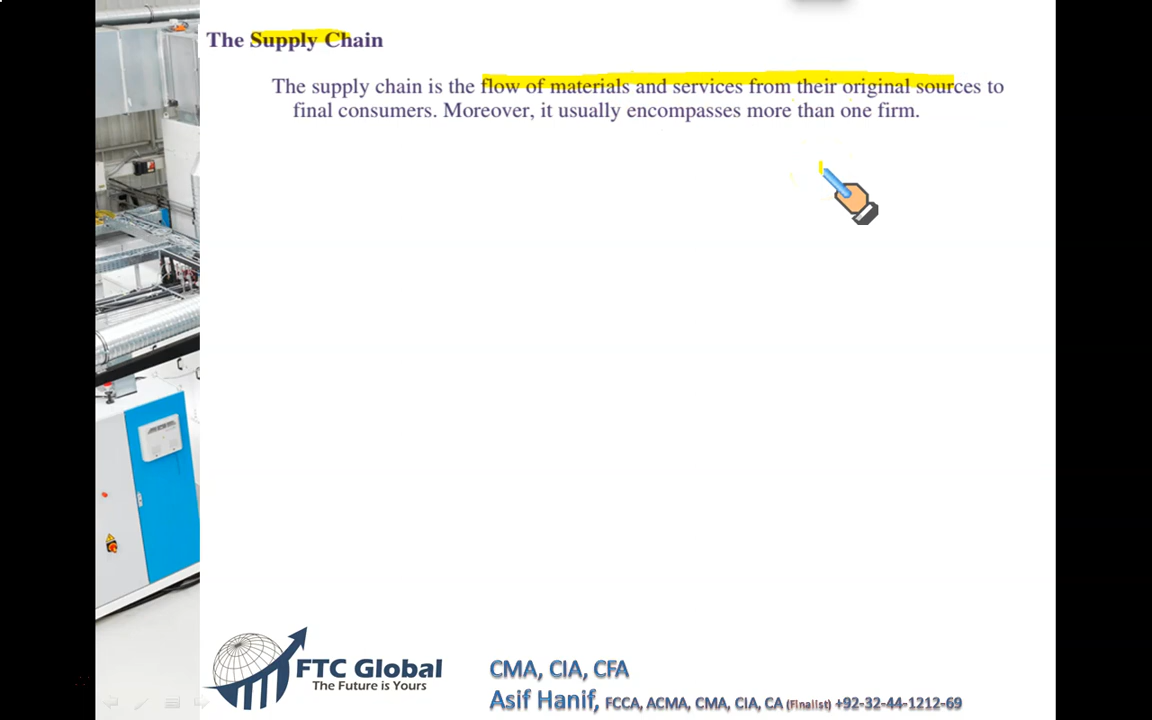 The Supply Chain
The supply chain is the flow of materials and services from their original sources to
final consumers. Moreover, it usually encompasses more than one firm.
FTC Global
The Future is Yours
CMA, CIA, CFA
Asif Hanif, FCCA, ACMA, CMA, CIA, CA (Finalist) +92-32-44-1212-69